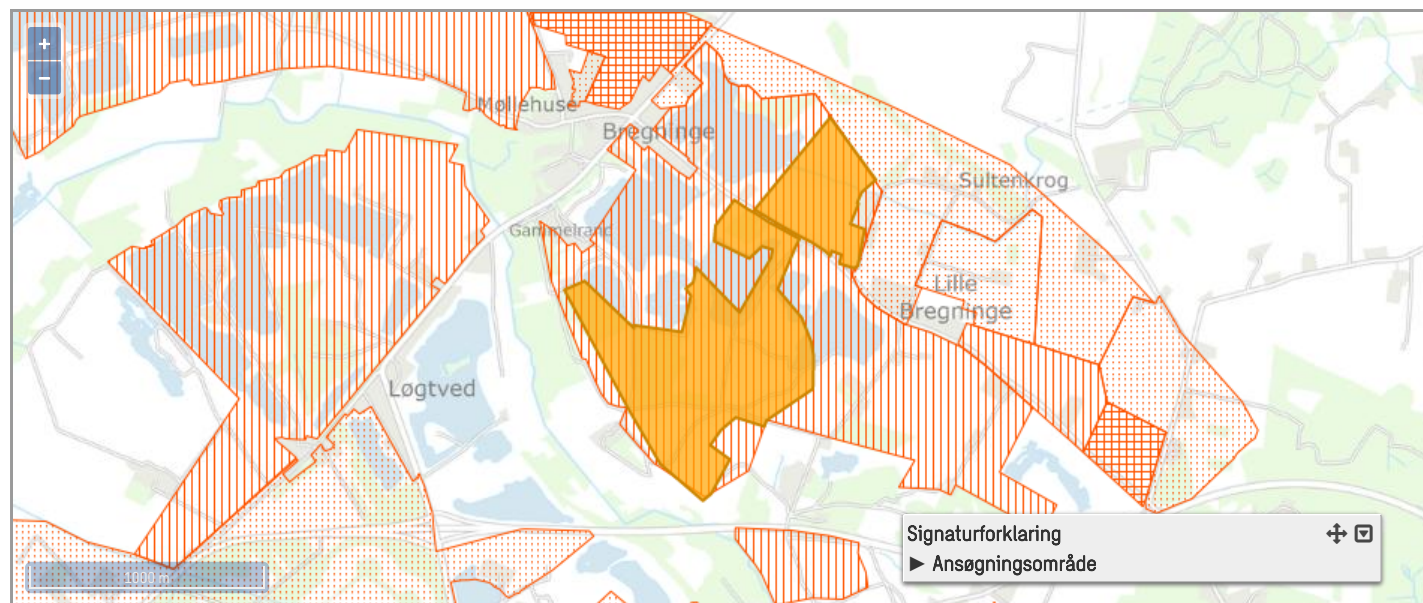 +
−
Møllehuse
Bregninge
Sultenkrog
Gammelrand
Lille
Bregninge
Løgtved
Signaturforklaring
► Ansøgningsområde
1000 m